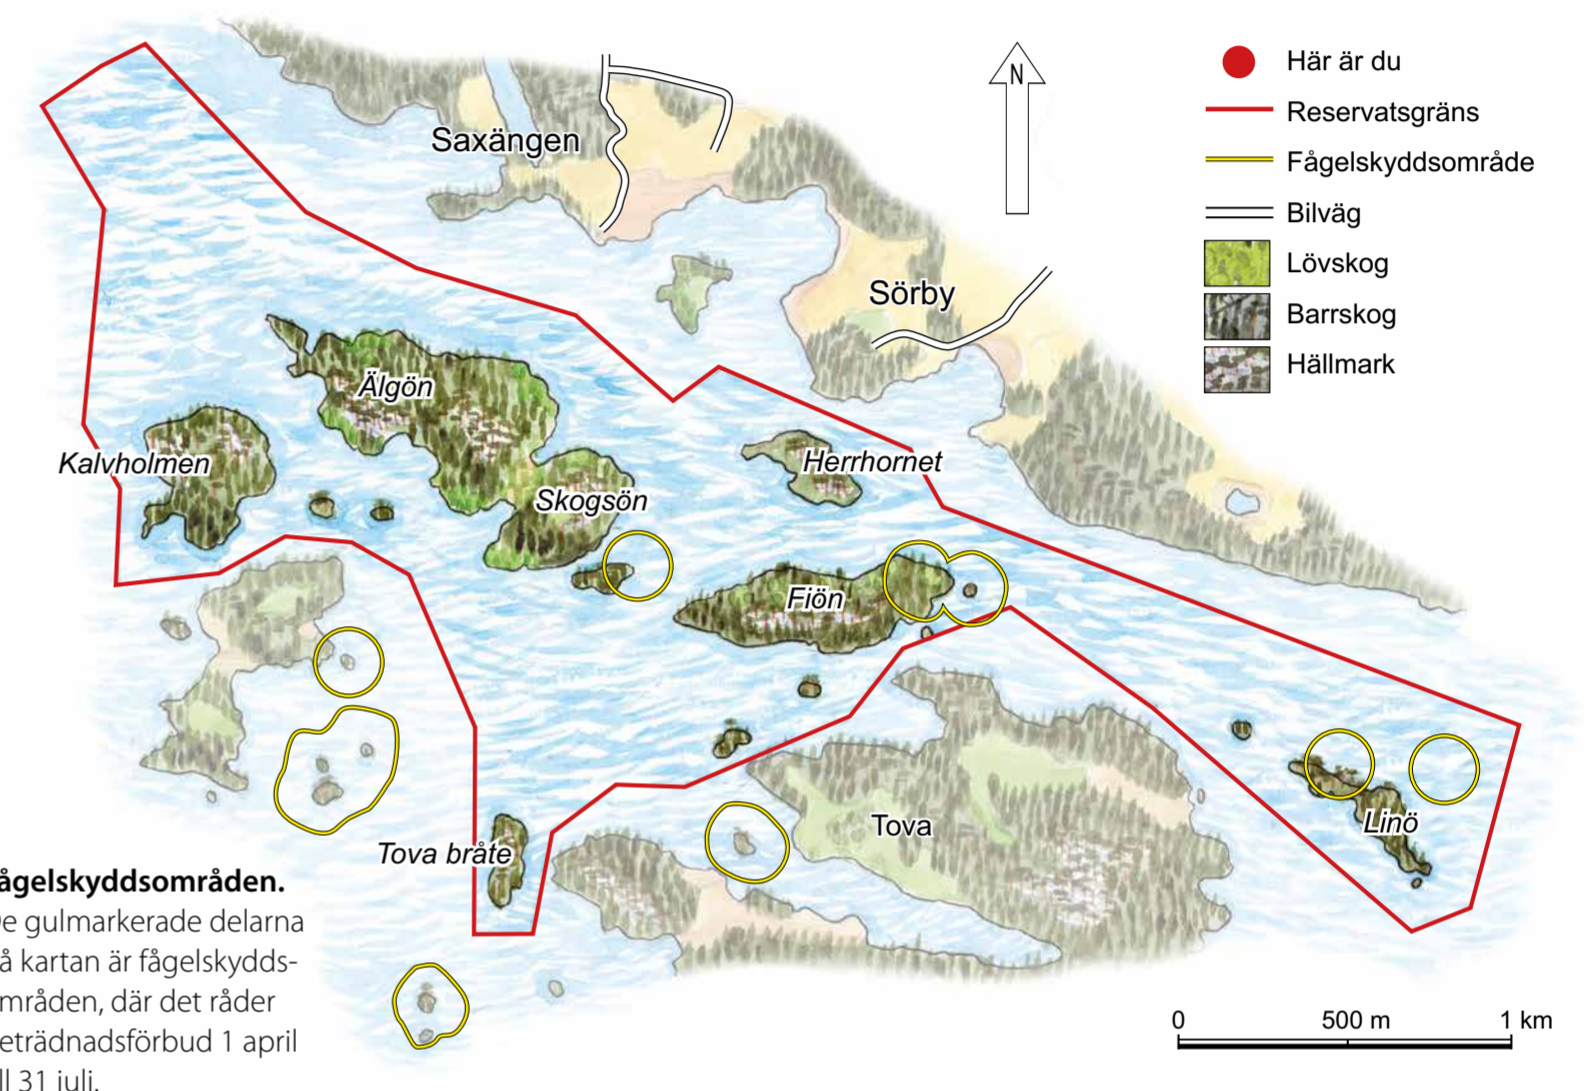 N
Här är du
Reservatsgräns
Fågelskyddsområde
Bilväg
Lövskog
Barrskog
Hällmark
Saxängen
Sörby
Älgön
Kalvholmen
Herrhornet
Skogsön
Fiön
Tova
Linö
Tova bråte
ågelskyddsområden.
e gulmarkerade delarna
å kartan är fågelskydds-
mråden, där det råder
eträdnadsförbud 1 april
ll 31 juli.
0 500 m 1 km